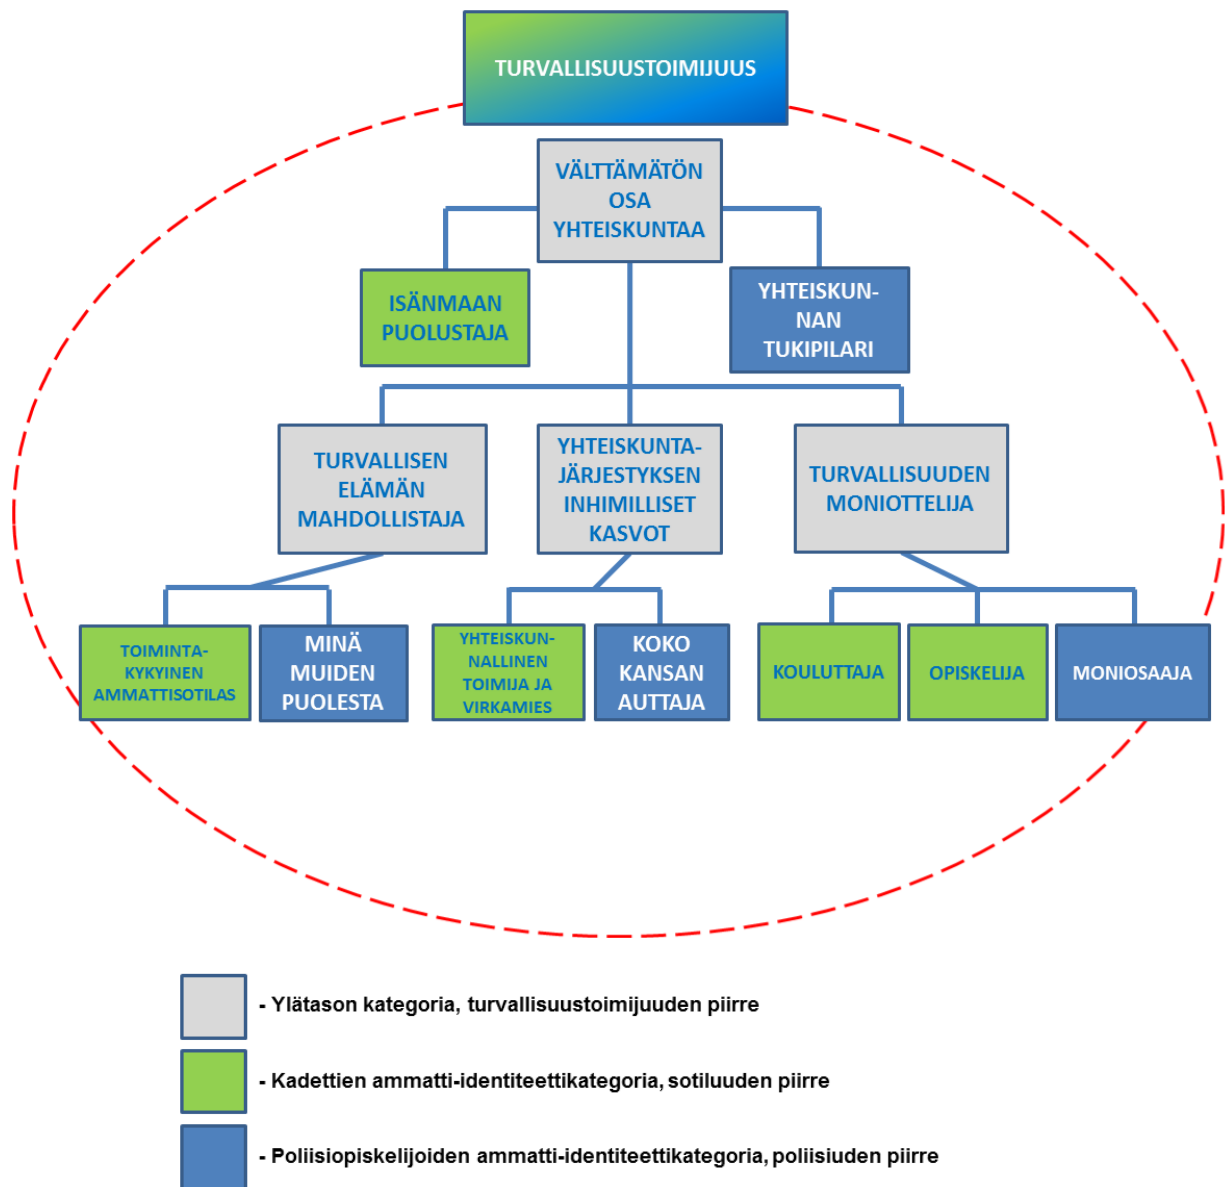 TURVALLISUUSTOIMIJUUS
VÄLTTÄMÄTÖN
OSA
YHTEISKUNTAA
ISÄNMAAN
PUOLUSTAJA
YHTEISKUN-
NAN
TUKIPILARI
TURVALLISEN
ELÄMÄN
MAHDOLLISTAJA
YHTEISKUNTA-
JÄRJESTYKSEN
INHIMILLISET
KASVOT
TURVALLISUUDEN
MONIOTTELIJA
TOIMINTA-
KYKYINEN
AMMATTISOTILAS
MINÄ
MUIDEN
PUOLESTA
YHTEISKUN-
NALLINEN
TOIMIJA JA
VIRKAMIES
KOKO
KANSAN
AUTTAJA
KOULUTTAJA
OPISKELIJA
MONIOSAAJA
- Ylätason kategoria, turvallisuustoimijuuden piirre
- Kadettien ammatti-identiteettikategoria, sotiluuden piirre
- Poliisiopiskelijoiden ammatti-identiteettikategoria, poliisiuden piirre